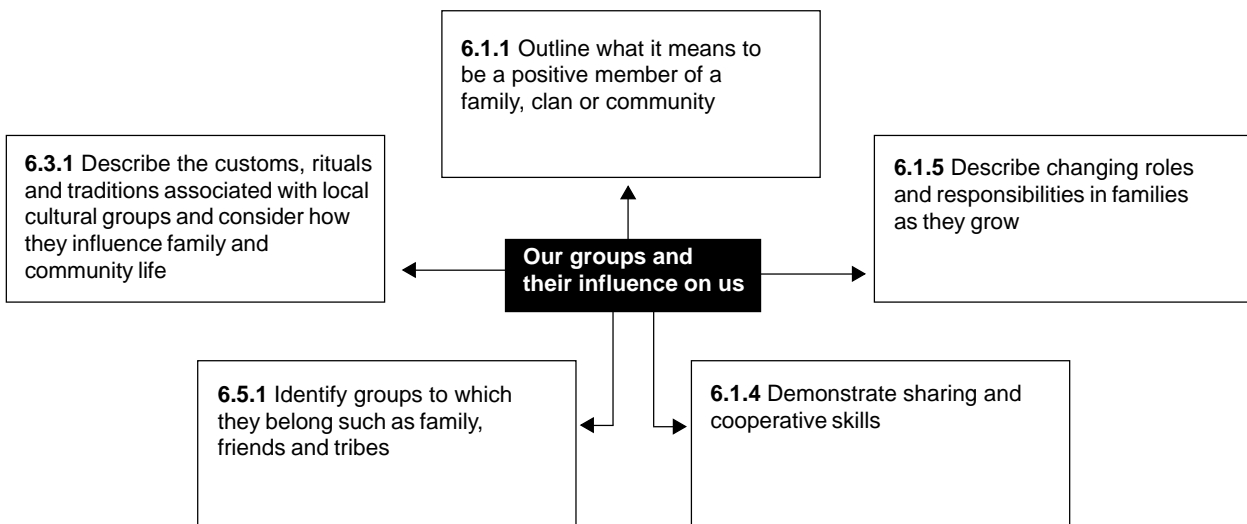 6.1.1 Outline what it means to
be a positive member of a
family, clan or community
6.3.1 Describe the customs, rituals
and traditions associated with local
cultural groups and consider how
they influence family and
community life
6.1.5 Describe changing roles
and responsibilities in families
as they grow
Our groups and
their influence on us
6.5.1 Identify groups to which
they belong such as family,
friends and tribes
6.1.4 Demonstrate sharing and
cooperative skills